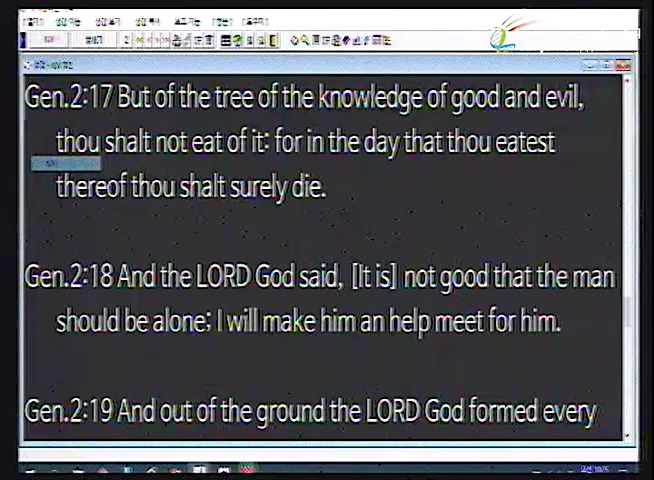 Gen.2:17 But of the tree of the knowledge of good and evil,
thou shalt not eat of it: for in the day that thou eatest
thereof thou shalt surely die.
Gen.2:18 And the LORD God said, [It is] not good that the man
should be alone; I will make him an help meet for him.
Gen.2:19 And out of the ground the LORD God formed every